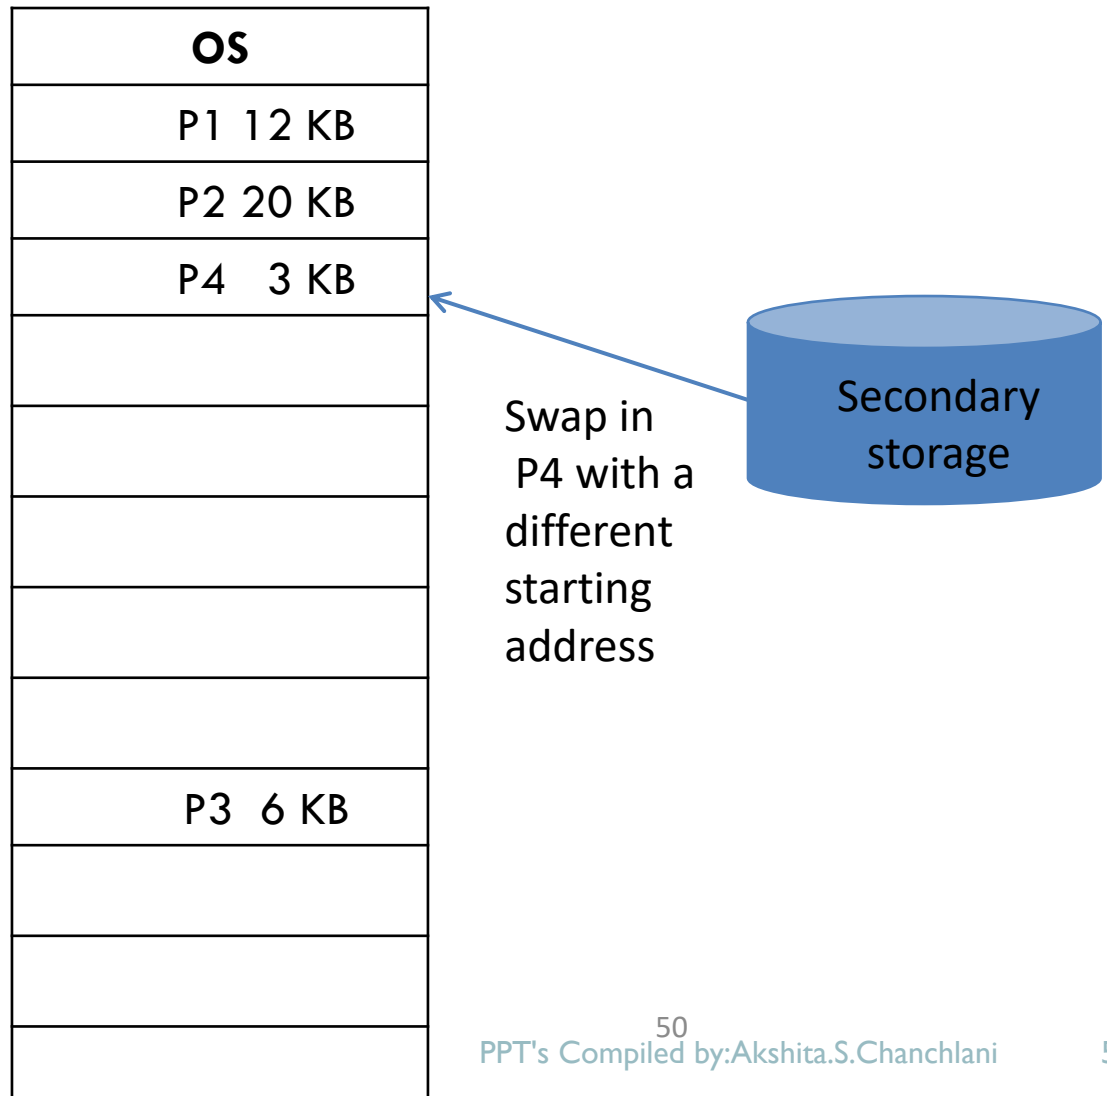 OS
P1 12 KB
P2 20 KB
P4 3 KB
Swap in
P4 with a
different
starting
address
Secondary
storage
P3 6 KB
50
PPT's Compiled by:Akshita.S.Chanchlani